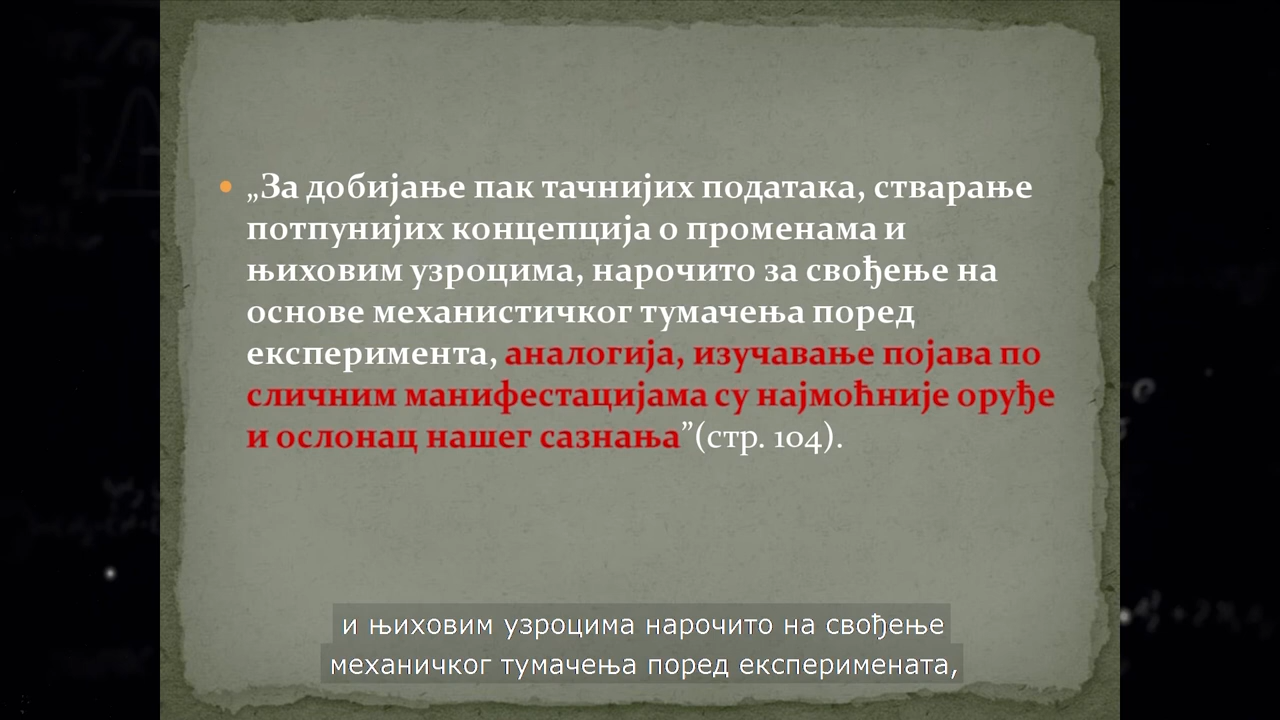 „За добијање пак тачнијих података, стварање
потпунијих концепција о променама и
њиховим узроцима, нарочито за свођење на
основе механистичког тумачења поред
експеримента, аналогија, изучавање појава по
сличним манифестацијама су најмоћније оруђе
и ослонац нашег сазнања”(стр. 104).
и њиховим узроцима нарочито на свођење
механичког тумачења поред експеримената,